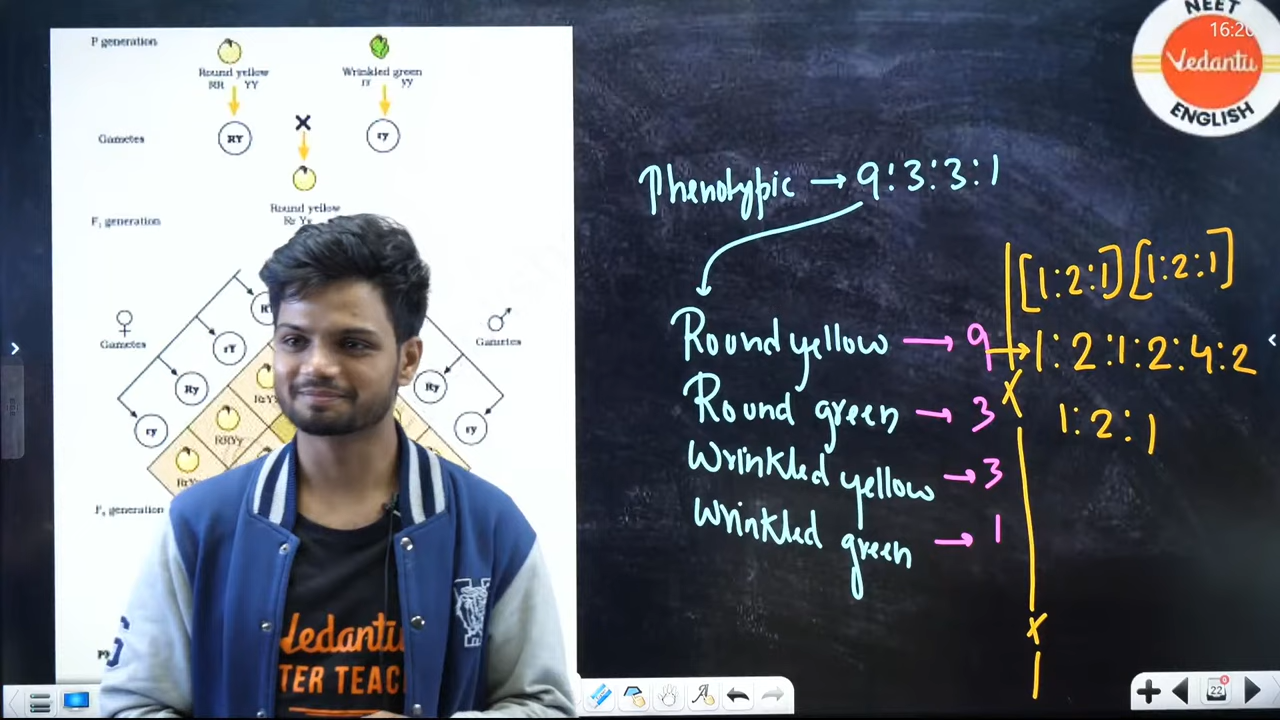 P generation
Round yellow
RR YY
Wrinkled green
rr yy
Gametes
RY
ry
Round yellow
F₁ generation
Gametes
Gametes
rY
Ry
ry
Ry
ry
RRYy
F₂ generation
Phenotypic → 9:3:3:1
Round yellow → 9
Round green → 3
Wrinkled yellow → 3
Wrinkled green → 1
[1:2:1][1:2:1]
1:2:1:2:4:2
1:2:1
Vedantu
TER TEAC
NEET
16:20
Vedantu
ENGLISH
22